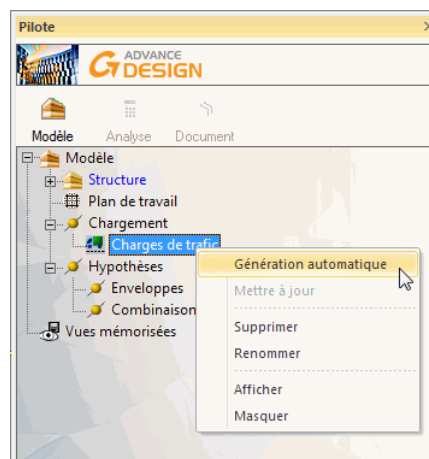 Pilote
ADVANCE
DESIGN
Modèle Analyse Document
Modèle
Structure
Plan de travail
Chargement
Charges de trafic
Génération automatique
Hypothèses
Mettre à jour
Enveloppes
Combinaison
Supprimer
Vues mémorisées
Renommer
Afficher
Masquer